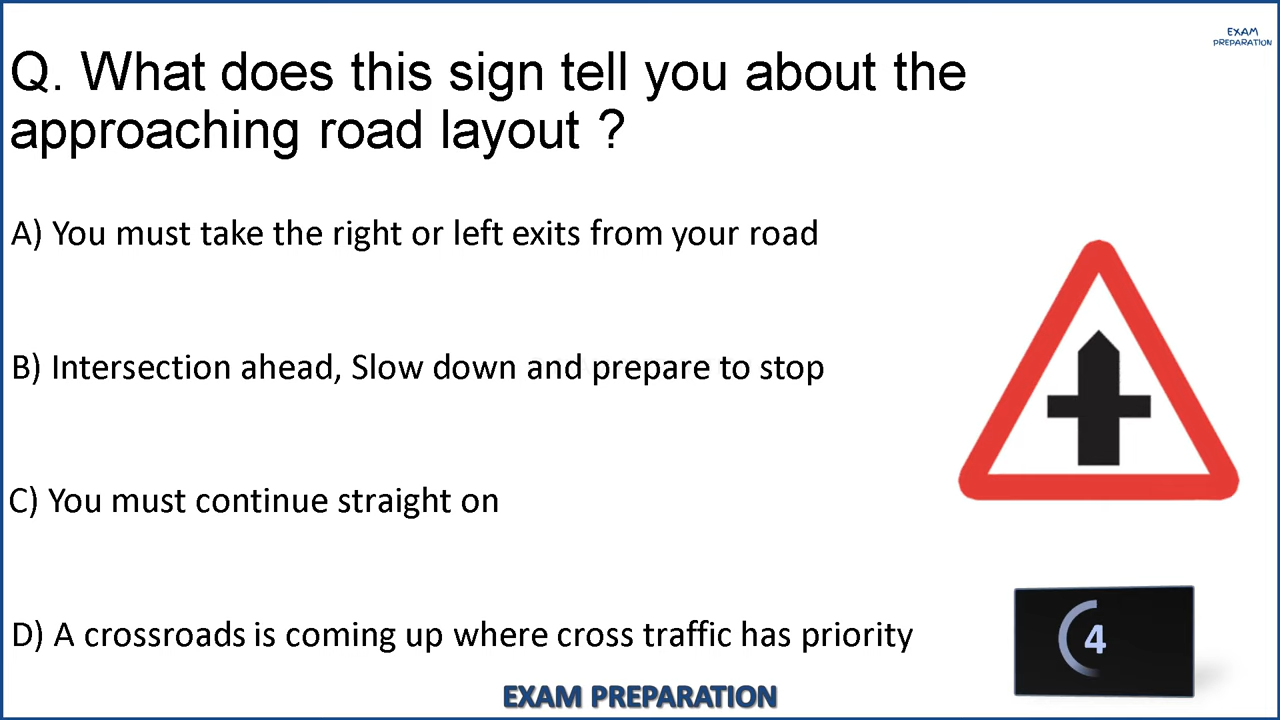 EXAM
PREPARATION
Q. What does this sign tell you about the
approaching road layout ?
A) You must take the right or left exits from your road
B) Intersection ahead, Slow down and prepare to stop
C) You must continue straight on
D) A crossroads is coming up where cross traffic has priority
4
EXAM PREPARATION